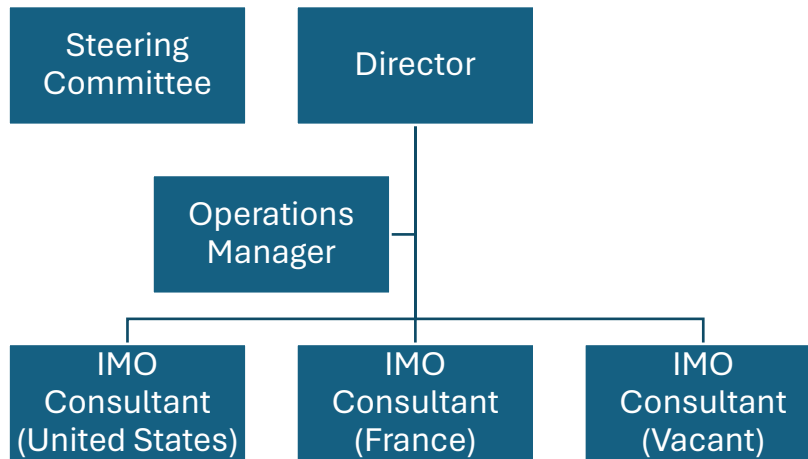 Steering
Committee
Director
Operations
Manager
IMO
Consultant
(United States)
IMO
Consultant
(France)
IMO
Consultant
(Vacant)